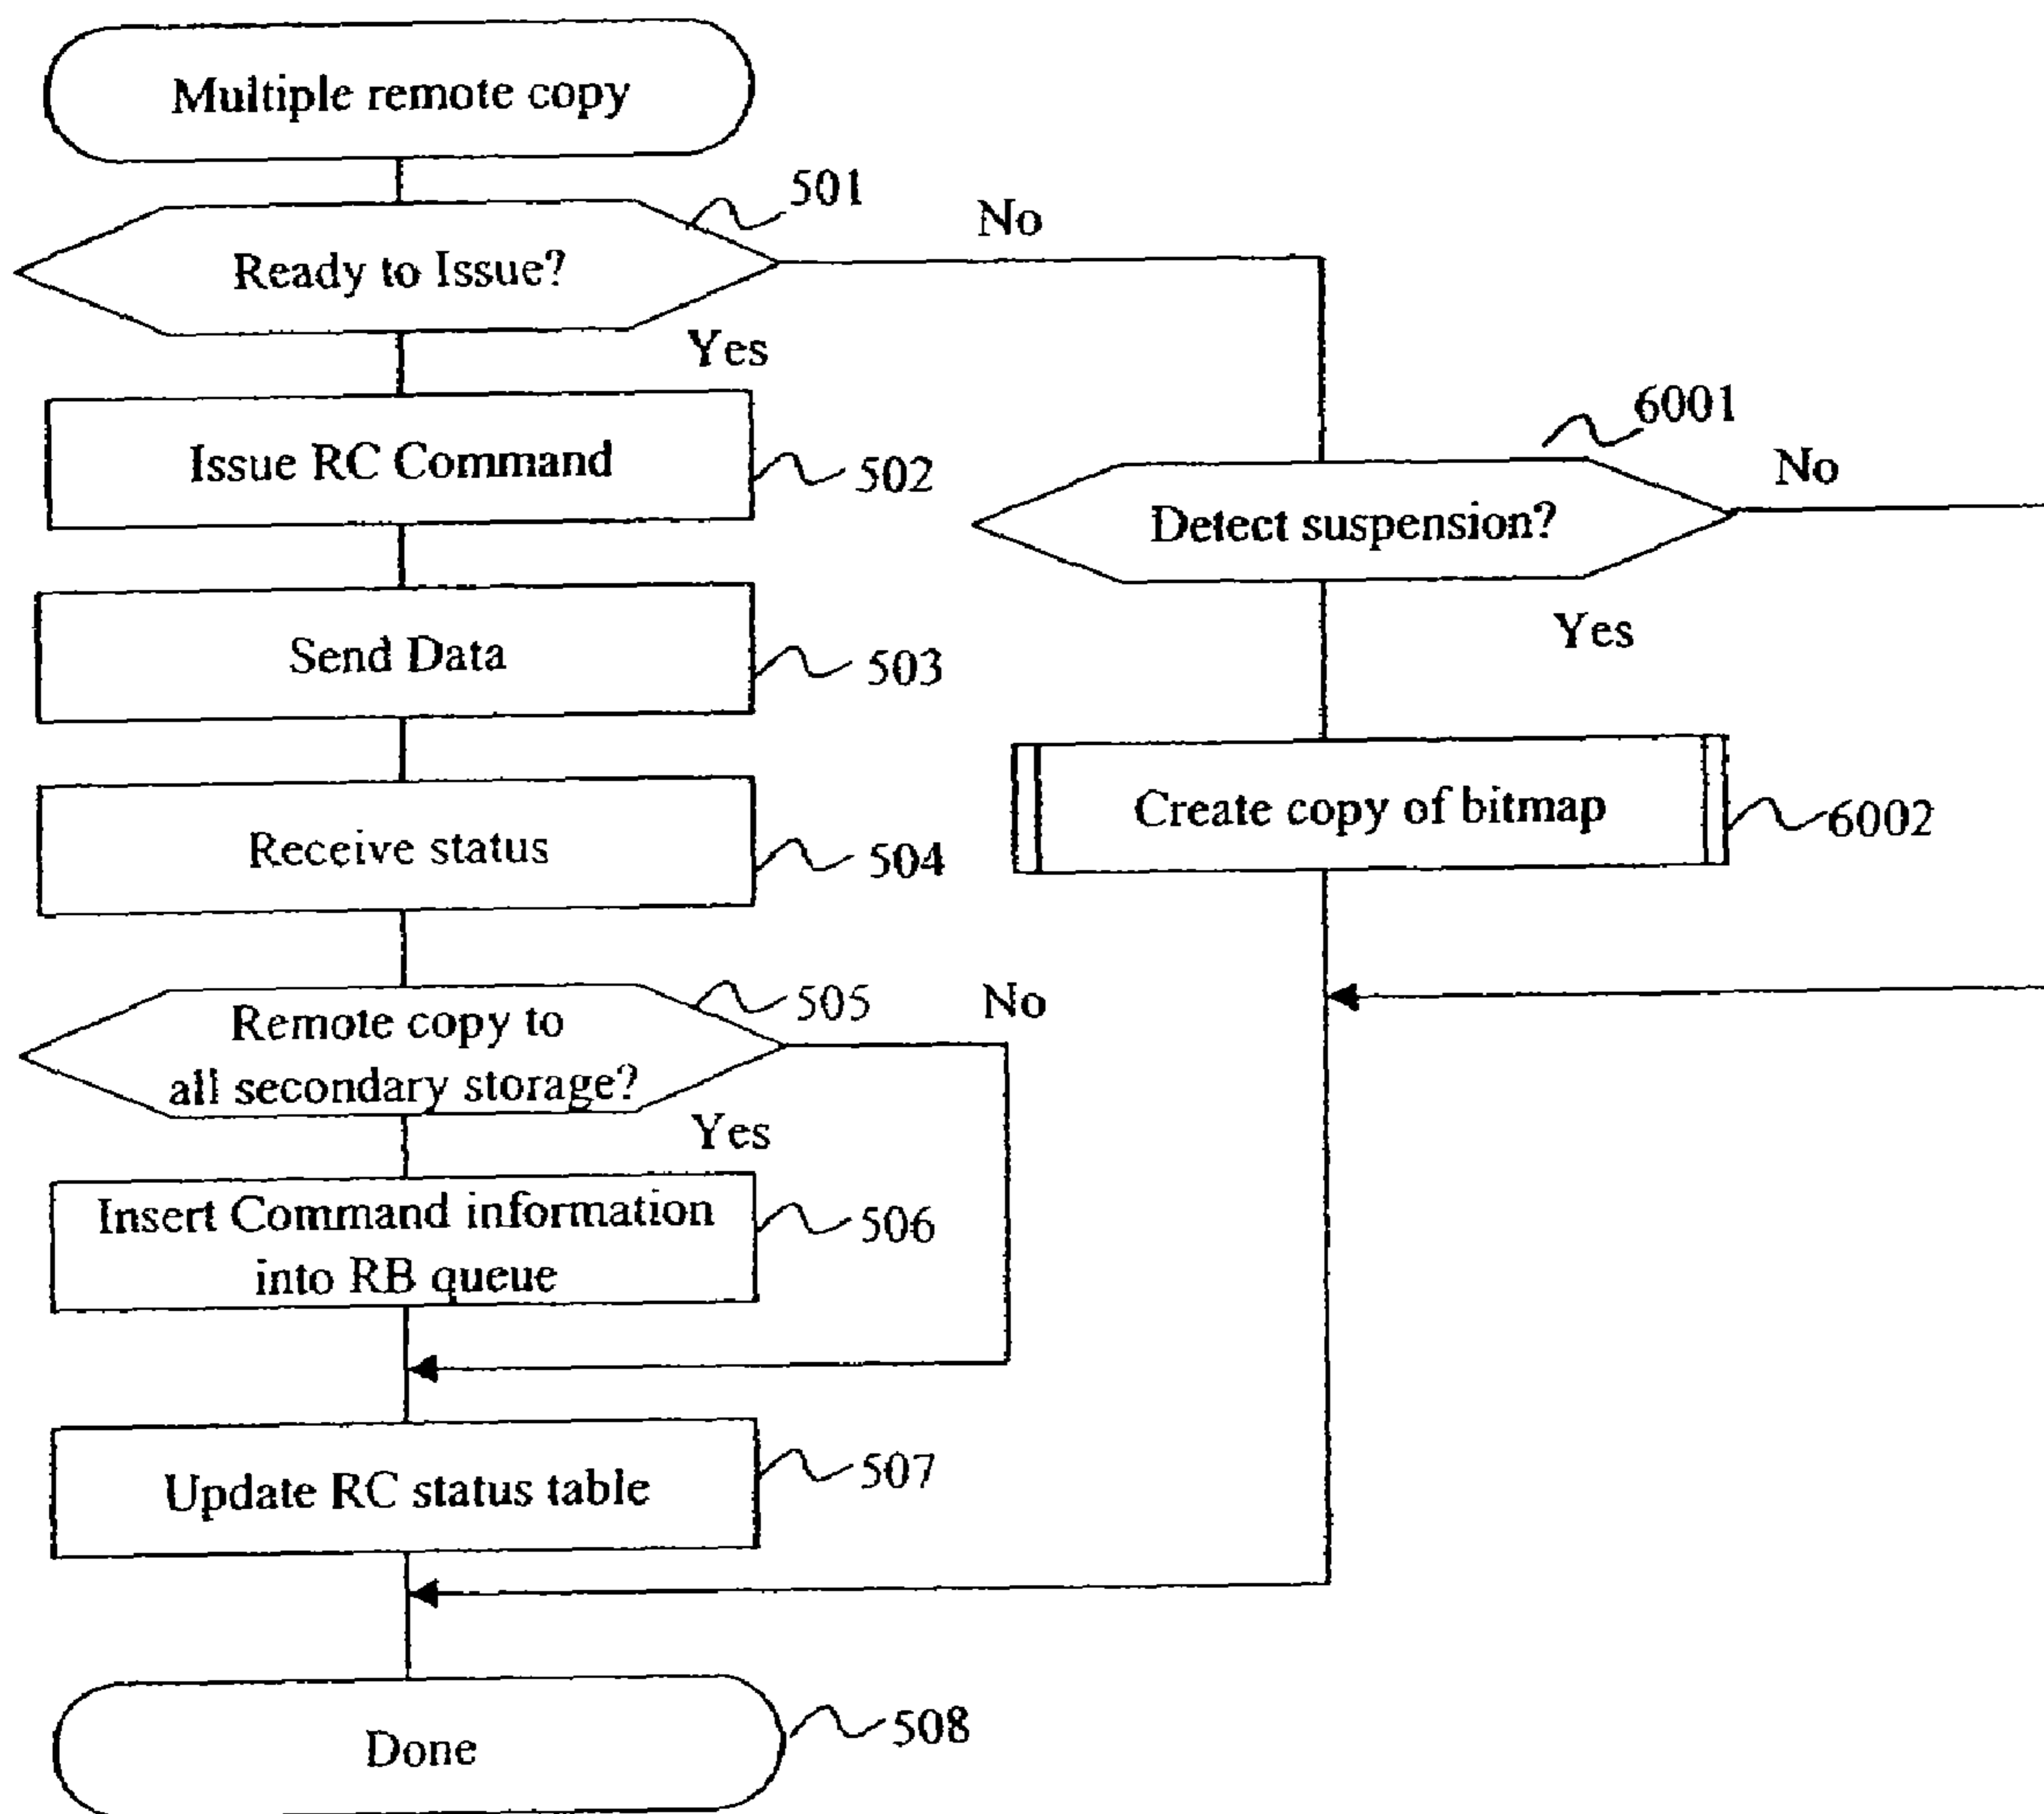 Multiple remote copy
501
No
Ready to Issue?
Yes
6001
Issue RC Command
502
No
Detect suspension?
Send Data
503
Yes
Create copy of bitmap
6002
Receive status
504
505
No
Remote copy to
all secondary storage?
Yes
Insert Command information
into RB queue
506
Update RC status table
507
Done
508